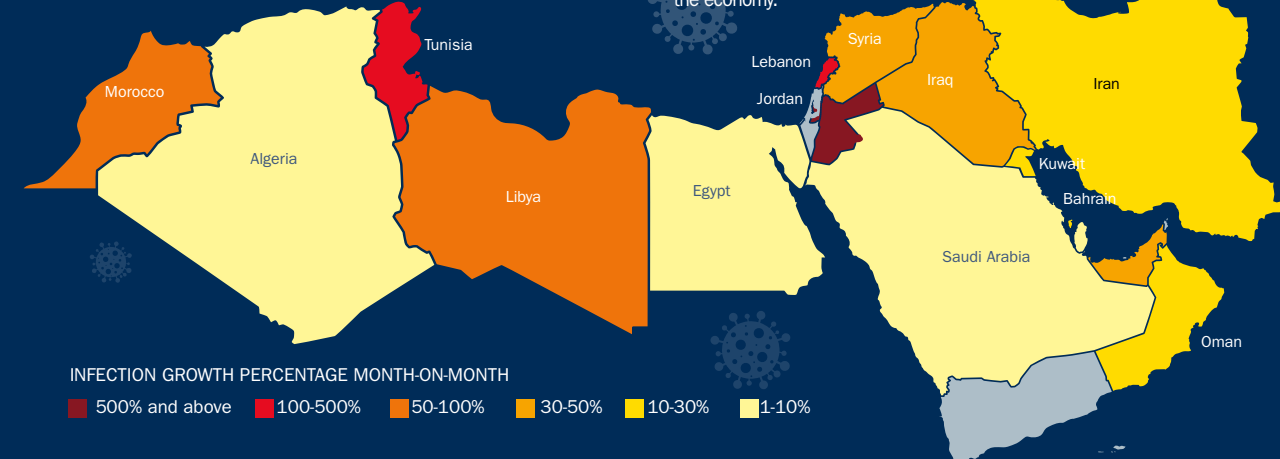 the economy.
Tunisia
Syria
Lebanon
Morocco
Iraq
Iran
Jordan
Algeria
Kuwait
Egypt
Libya
Bahrain
Saudi Arabia
Oman
INFECTION GROWTH PERCENTAGE MONTH-ON-MONTH
500% and above 100-500% 50-100% 30-50% 10-30% 1-10%